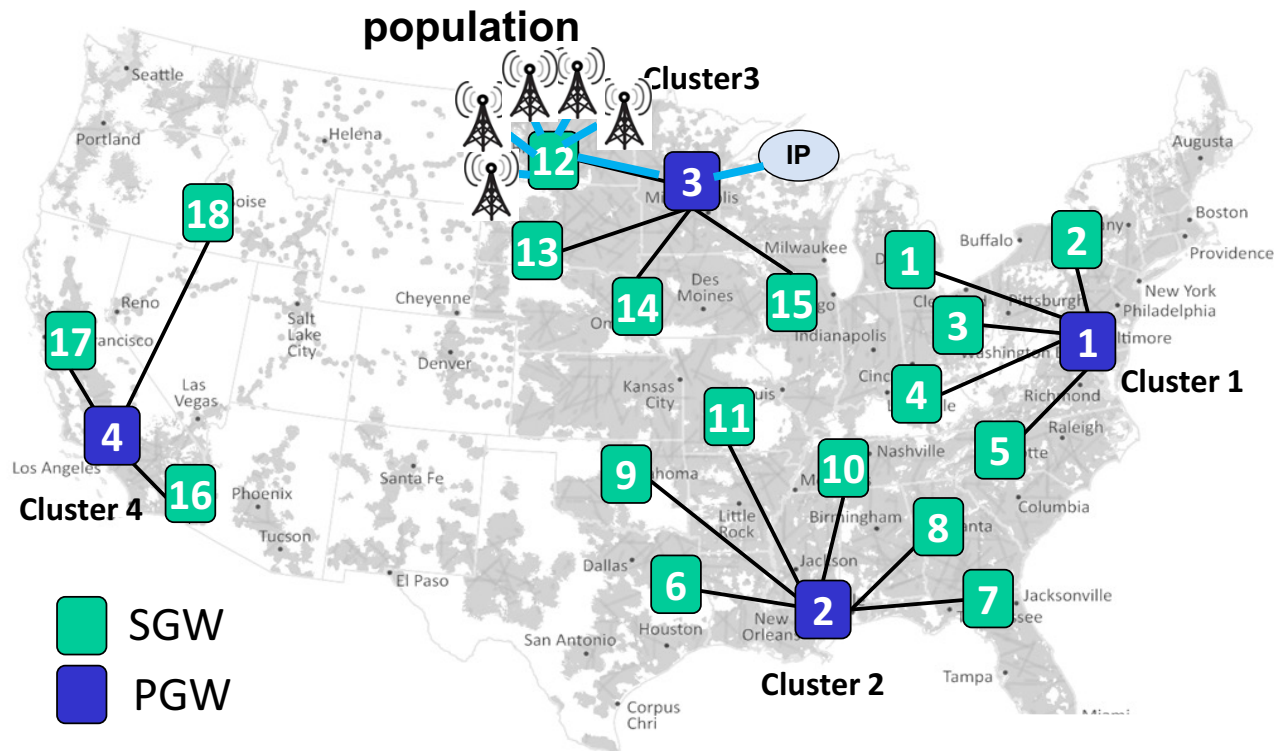 population
Cluster3
Seattle
Portland
Helena
12
3
IP
Augusta
18
oise
13
Milwaukee
Buffalo
1
2
Boston
Providence
Reno
Cheyenne
Des
Moines
14
15
3
Pittsburgh
New York
Philadelphia
17
Salt
Lake
City
Denver
Indianapolis
Washington
1
Cluster 1
Las
Vegas
Kansas
City
4
Richmond
Raleigh
4
Los Angeles
Santa Fe
11
Nashville
5
Columbia
Cluster 4
16
Phoenix
9
10
Little
Rock
Birmingham
8
Tucson
El Paso
Dallas
Jackson
6
2
7
Jacksonville
SGW
San Antonio
Houston
New
Orleans
PGW
Cluster 2
Tampa
Corpus
Chri